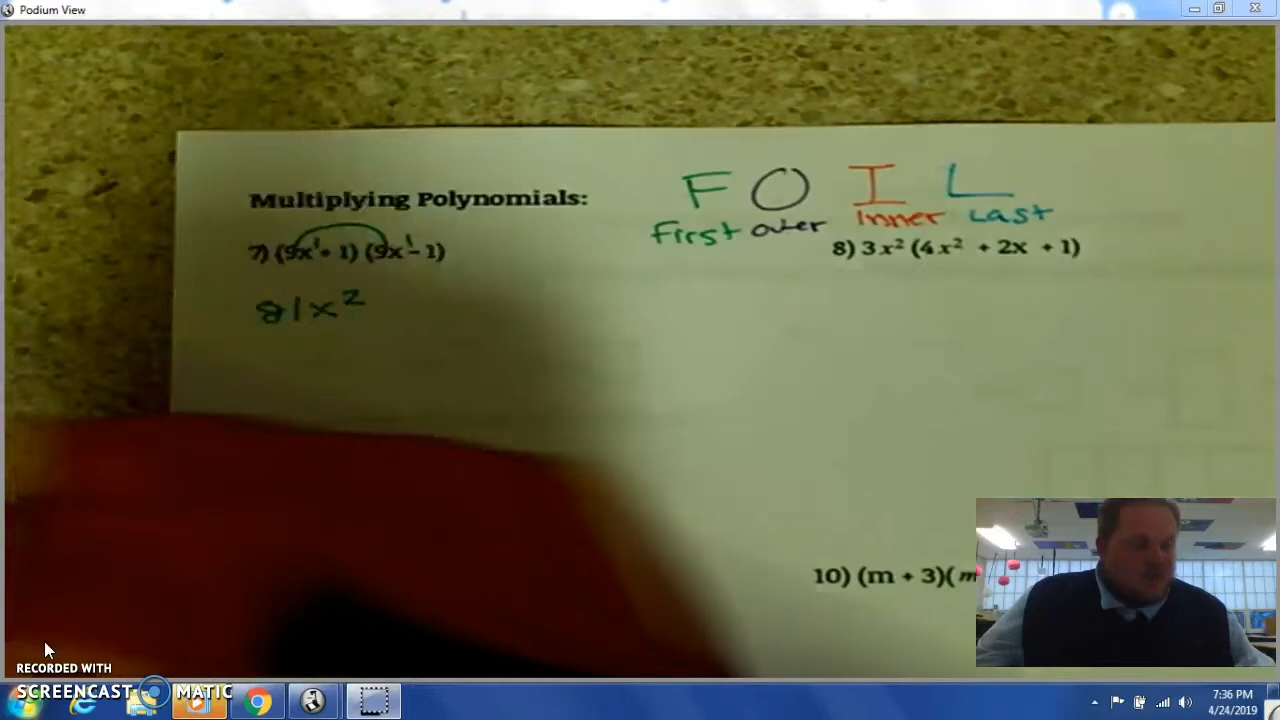 Podium View
F O I L
Multiplying Polynomials:
First outer Inner Last
7) (9x¹+ 1) (9x¹- 1)
8) 3x² (4x² + 2x + 1)
81x²
10) (m + 3)(m
RECORDED WITH
SCREENCAST MATIC
7:36 PM
4/24/2019